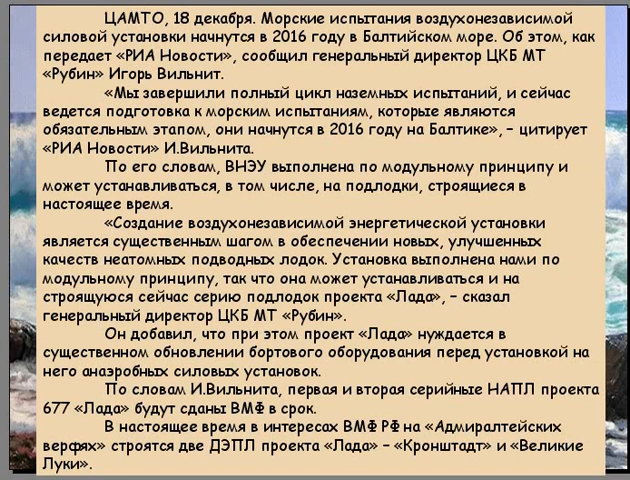 ЦАМТО, 18 декабря. Морские испытания воздухонезависимой
силовой установки начнутся в 2016 году в Балтийском море. Об этом, как
передает «РИА Новости», сообщил генеральный директор ЦКБ МТ
«Рубин» Игорь Вильнит.
«Мы завершили полный цикл наземных испытаний, и сейчас
ведется подготовка к морским испытаниям, которые являются
обязательным этапом, они начнутся в 2016 году на Балтике», – цитирует
«РИА Новости» И.Вильнита.
По его словам, ВНЭУ выполнена по модульному принципу и
может устанавливаться, в том числе, на подлодки, строящиеся в
настоящее время.
«Создание воздухонезависимой энергетической установки
является существенным шагом в обеспечении новых, улучшенных
качеств неатомных подводных лодок. Установка выполнена нами по
модульному принципу, так что она может устанавливаться и на
строящуюся сейчас серию подлодок проекта «Лада», – сказал
генеральный директор ЦКБ МТ «Рубин».
Он добавил, что при этом проект «Лада» нуждается в
существенном обновлении бортового оборудования перед установкой на
него анаэробных силовых установок.
По словам И.Вильнита, первая и вторая серийные НАПЛ проекта
677 «Лада» будут сданы ВМФ в срок.
В настоящее время в интересах ВМФ РФ на «Адмиралтейских
верфях» строятся две ДЭПЛ проекта «Лада» – «Кронштадт» и «Великие
Луки».